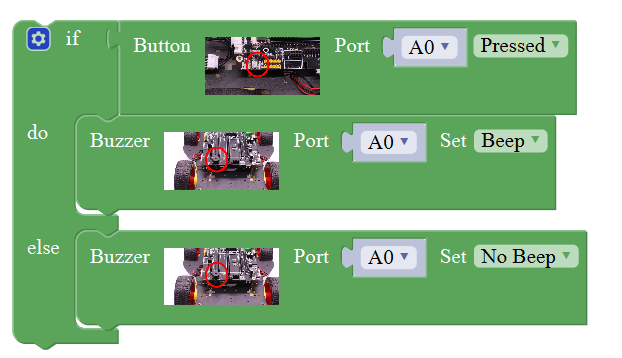 if Button Port A0 Pressed
do Buzzer Port A0 Set Beep
else Buzzer Port A0 Set No Beep